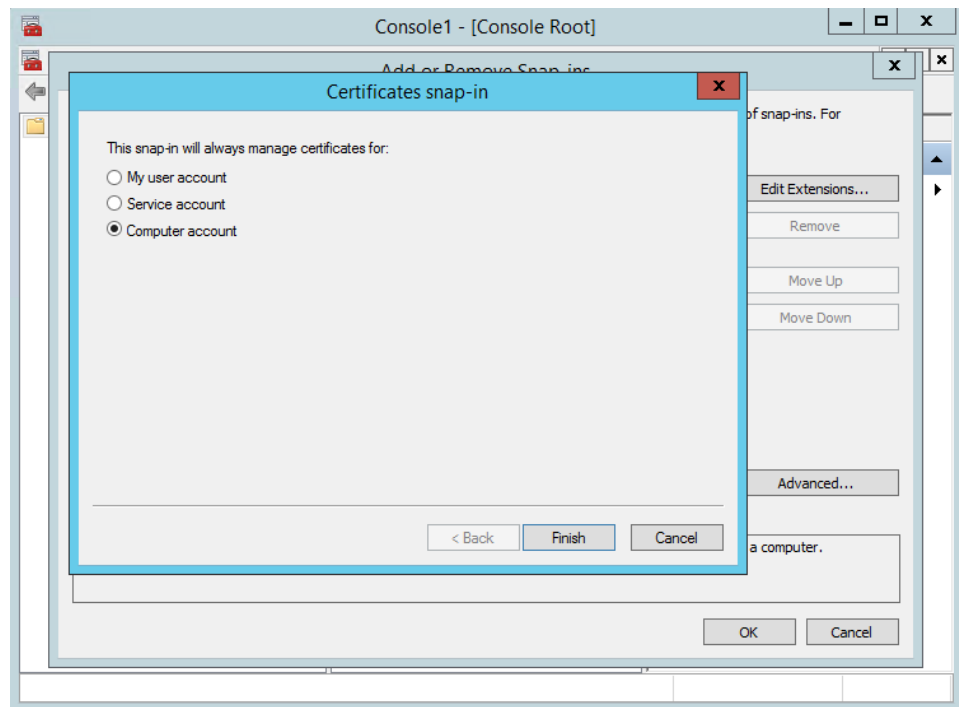 Console1 - [Console Root]
Add or Remove Snap-ins
Certificates snap-in
of snap-ins. For
This snap-in will always manage certificates for:
My user account
Service account
Computer account
Edit Extensions...
Remove
Move Up
Move Down
Advanced...
< Back
Finish
Cancel
a computer.
OK
Cancel